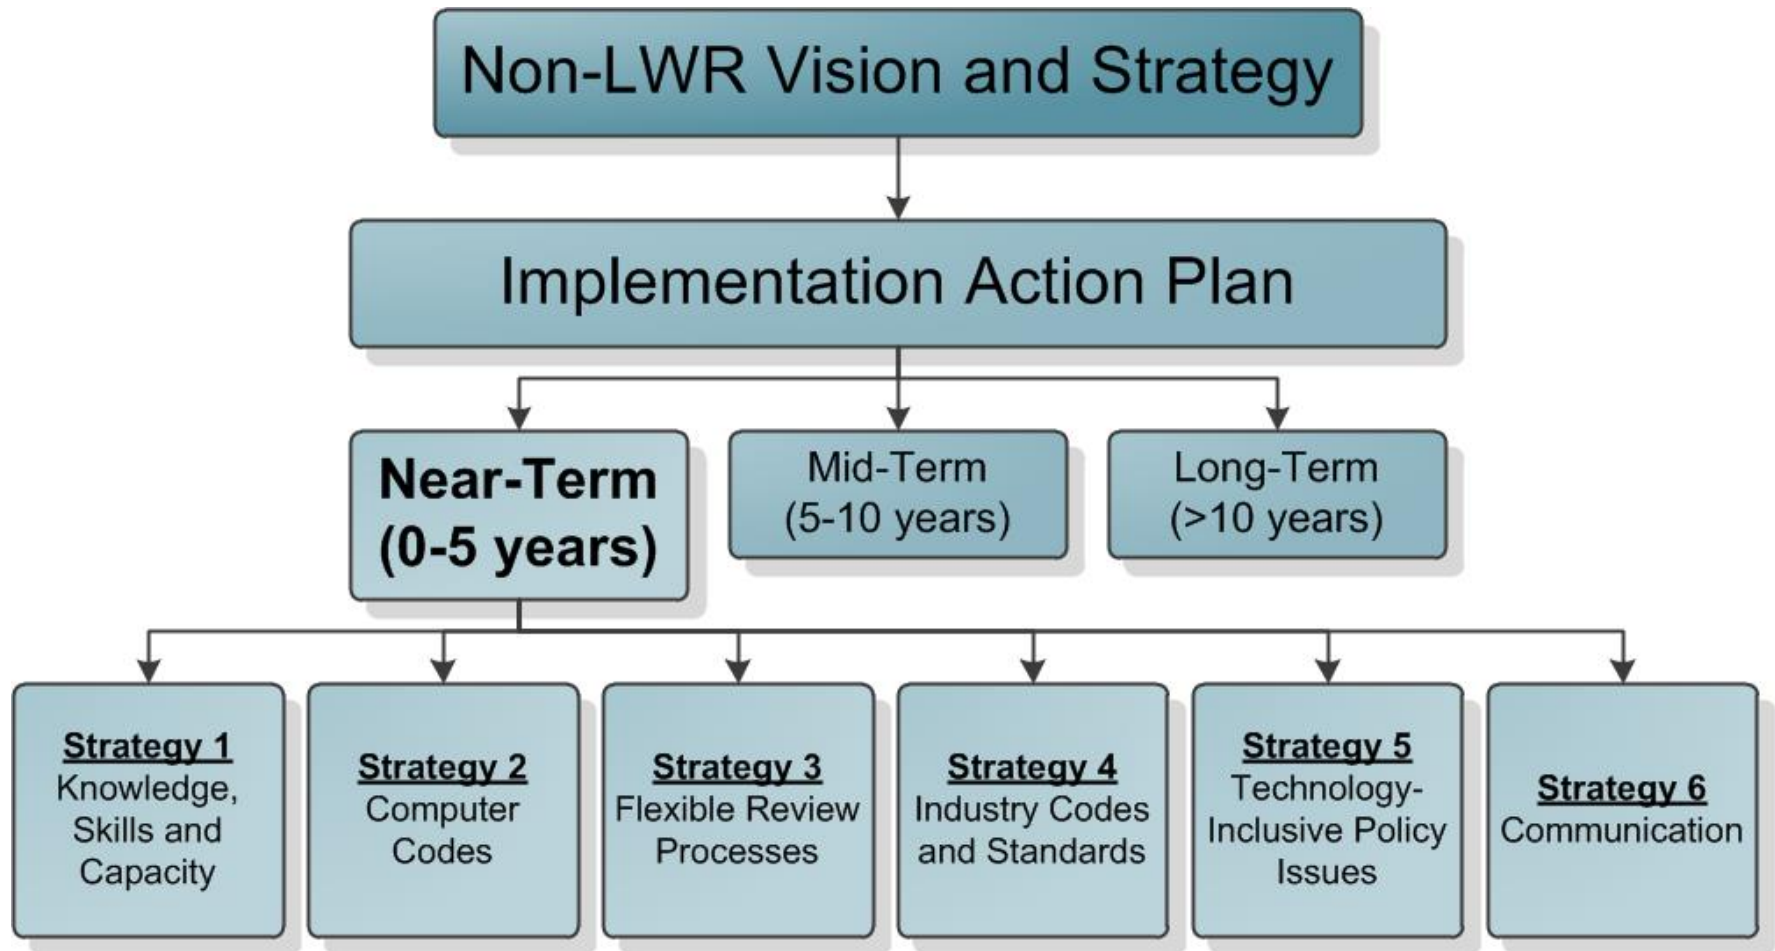 Non-LWR Vision and Strategy
Implementation Action Plan
Near-Term
(0-5 years)
Mid-Term
(5-10 years)
Long-Term
(>10 years)
Strategy 1
Knowledge,
Skills and
Capacity
Strategy 2
Computer
Codes
Strategy 3
Flexible Review
Processes
Strategy 4
Industry Codes
and Standards
Strategy 5
Technology-
Inclusive Policy
Issues
Strategy 6
Communication